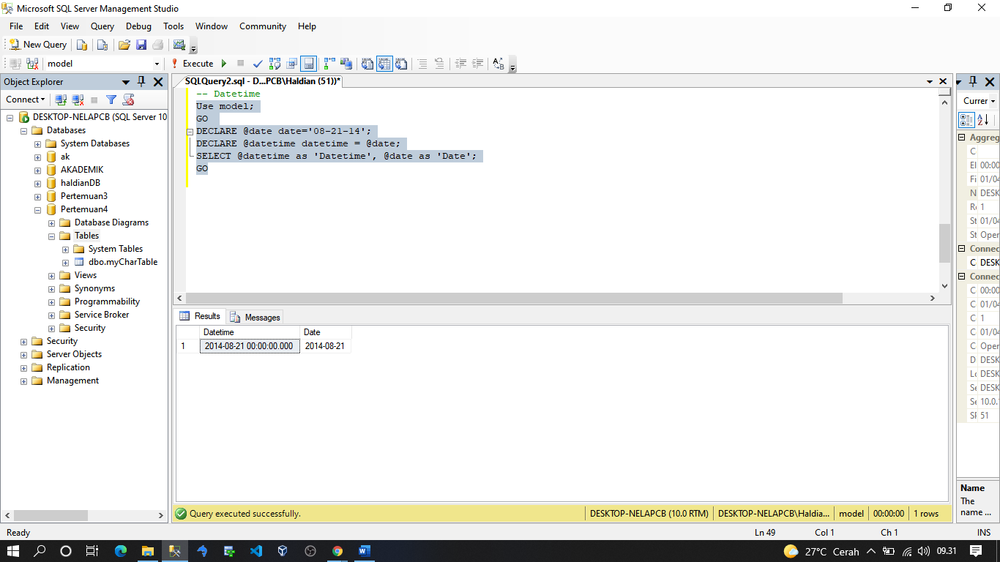 Microsoft SQL Server Management Studio
File Edit View Query Debug Tools Window Community Help
New Query
model
Execute
Object Explorer
Connect
DESKTOP-NELAPCB (SQL Server 10
Databases
System Databases
ak
AKADEMIK
haldianDB
Pertemuan3
Pertemuan4
Database Diagrams
Tables
System Tables
dbo.myCharTable
Views
Synonyms
Programmability
Service Broker
Security
Security
Server Objects
Replication
Management
SQLQuery2.sql - D...PCB\Haldian (51))*
-- Datetime
Use model;
GO
DECLARE @date date='08-21-14';
DECLARE @datetime datetime = @date;
SELECT @datetime as 'Datetime', @date as 'Date';
GO
Results Messages
Datetime Date
1 2014-08-21 00:00:00.000 2014-08-21
Query executed successfully.
DESKTOP-NELAPCB (10.0 RTM) DESKTOP-NELAPCB\Haldia... model 00:00:00 1 rows
Currer
Aggreg
C
El 00:00
Fi 01/04
N DESK
Re 1
St 01/04
St Oper
Connec
C DESK
Connec
C 00:00
C 01/04
C 1
C 01/04
C Oper
D DESK
Lo DESK
Se DESK
Se 10.0.
SP 51
Name
The
name ...
Ready Ln 49 Col 1 Ch 1 INS
27°C Cerah 09.31